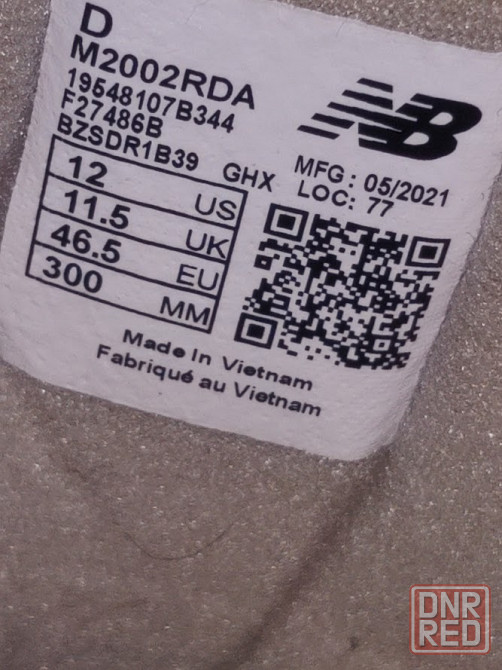 D
M2002RDA
19548107B344
F27486B
BZSDR1B39 GHX
NB
MFG: 05/2021
LOC: 77
12 US
11.5 UK
46.5 EU
300 MM
Made In Vietnam
Fabriqué au Vietnam
DNR
RED